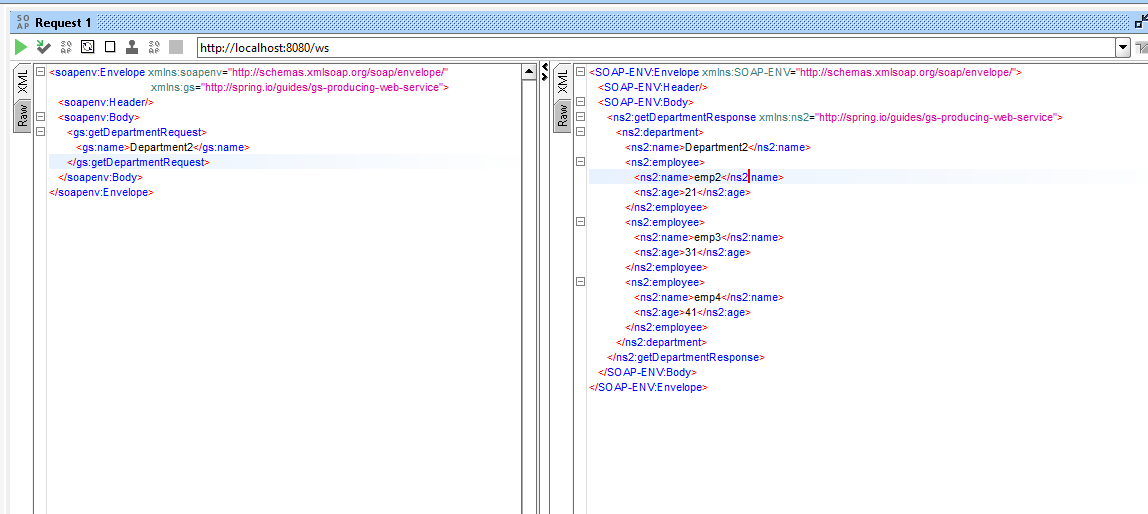 SO
AP
Request 1
SO
AP
SO
AP
http://localhost:8080/ws
XML
Raw
<soapenv:Envelope xmlns:soapenv="http://schemas.xmlsoap.org/soap/envelope/"
xmlns:gs="http://spring.io/guides/gs-producing-web-service">
<soapenv:Header/>
<soapenv:Body>
<gs:getDepartmentRequest>
<gs:name>Department2</gs:name>
</gs:getDepartmentRequest>
</soapenv:Body>
</soapenv:Envelope>
XML
Raw
<SOAP-ENV:Envelope xmlns:SOAP-ENV="http://schemas.xmlsoap.org/soap/envelope/">
<SOAP-ENV:Header/>
<SOAP-ENV:Body>
<ns2:getDepartmentResponse xmlns:ns2="http://spring.io/guides/gs-producing-web-service">
<ns2:department>
<ns2:name>Department2</ns2:name>
<ns2:employee>
<ns2:name>emp2</ns2:name>
<ns2:age>21</ns2:age>
</ns2:employee>
<ns2:employee>
<ns2:name>emp3</ns2:name>
<ns2:age>31</ns2:age>
</ns2:employee>
<ns2:employee>
<ns2:name>emp4</ns2:name>
<ns2:age>41</ns2:age>
</ns2:employee>
</ns2:department>
</ns2:getDepartmentResponse>
</SOAP-ENV:Body>
</SOAP-ENV:Envelope>